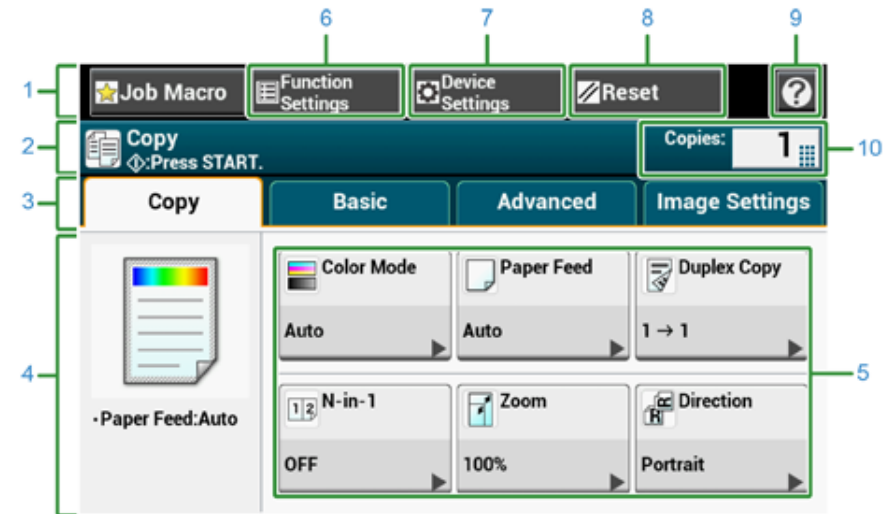 6 7 8 9
1 Job Macro Function Settings Device Settings Reset ?
2 Copy Copies: 1 10
:Press START.
3 Copy Basic Advanced Image Settings
Color Mode Paper Feed Duplex Copy
Auto Auto 1 → 1
4 5
·Paper Feed:Auto
1 2 N-in-1 Zoom R R Direction
OFF 100% Portrait